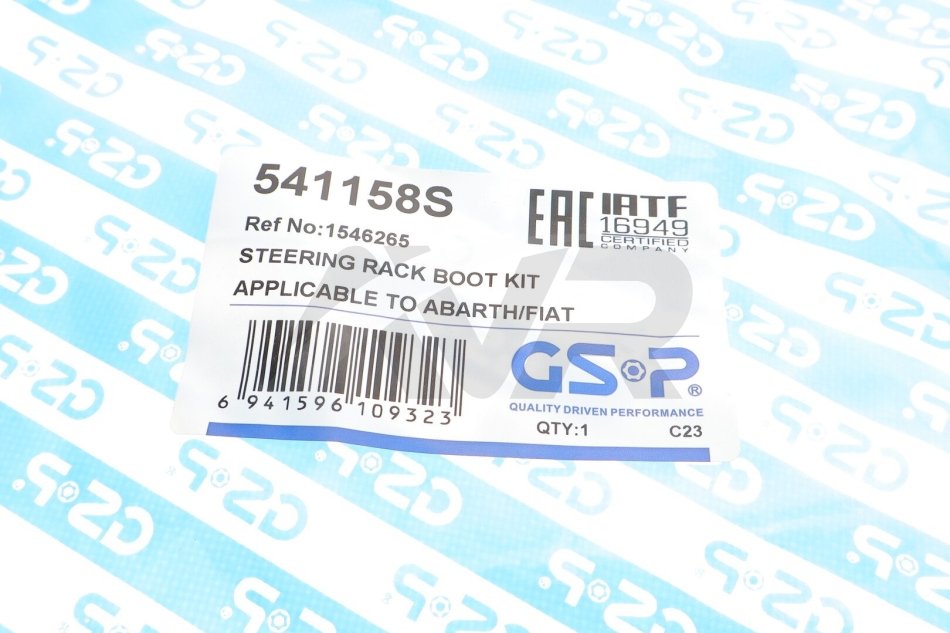 541158S
Ref No:1546265
STEERING RACK BOOT KIT
APPLICABLE TO ABARTH/FIAT
EAC
IATF
16949
CERTIFIED
COMPANY
6 941596 109323
GSP®
QUALITY DRIVEN PERFORMANCE
QTY:1 C23